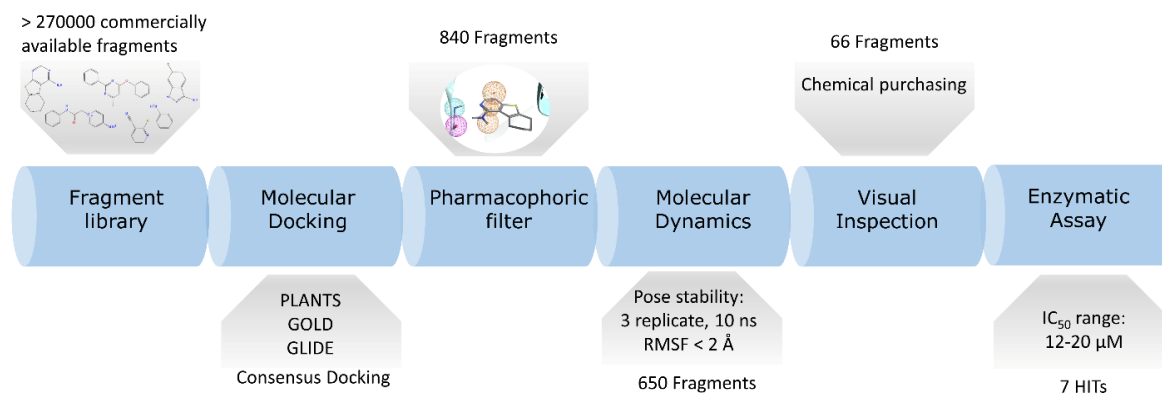 > 270000 commercially
available fragments
840 Fragments
66 Fragments
Chemical purchasing
Fragment
library
Molecular
Docking
Pharmacophoric
filter
Molecular
Dynamics
Visual
Inspection
Enzymatic
Assay
PLANTS
GOLD
GLIDE
Consensus Docking
Pose stability:
3 replicate, 10 ns
RMSF < 2 Å
650 Fragments
IC₅₀ range:
12-20 µM
7 HITs